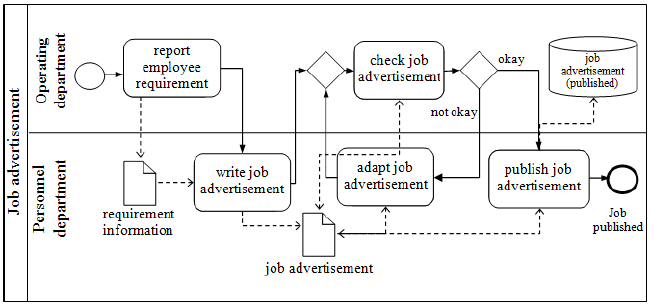 Job advertisement
Operating
department
Personnel
department
report
employee
requirement
check job
advertisement
okay
not okay
job
advertisement
(published)
write job
advertisement
adapt job
advertisement
publish job
advertisement
requirement
information
job advertisement
Job
published